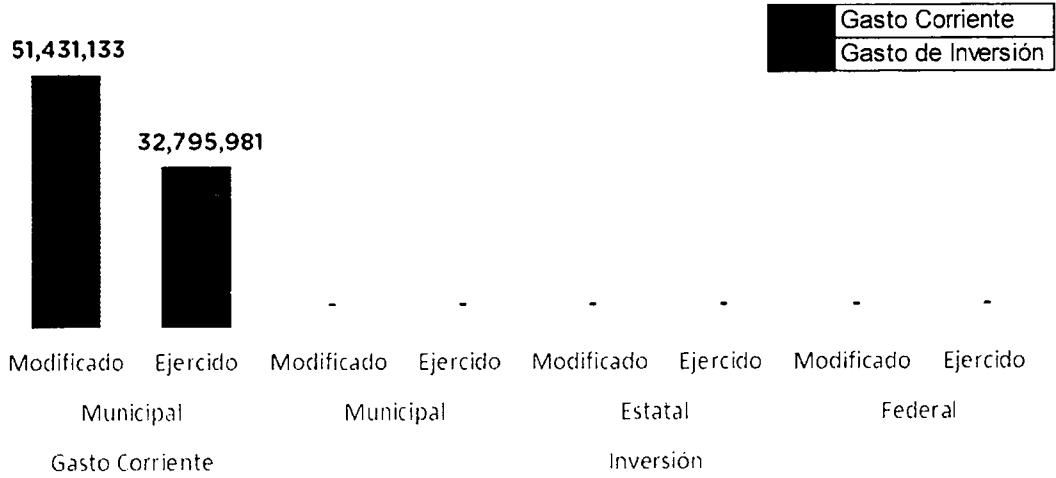 Gasto Corriente
Gasto de Inversión
51,431,133
32,795,981
- - - - - -
Modificado Ejercido Modificado Ejercido Modificado Ejercido Modificado Ejercido
Municipal Municipal Estatal Federal
Gasto Corriente Inversión